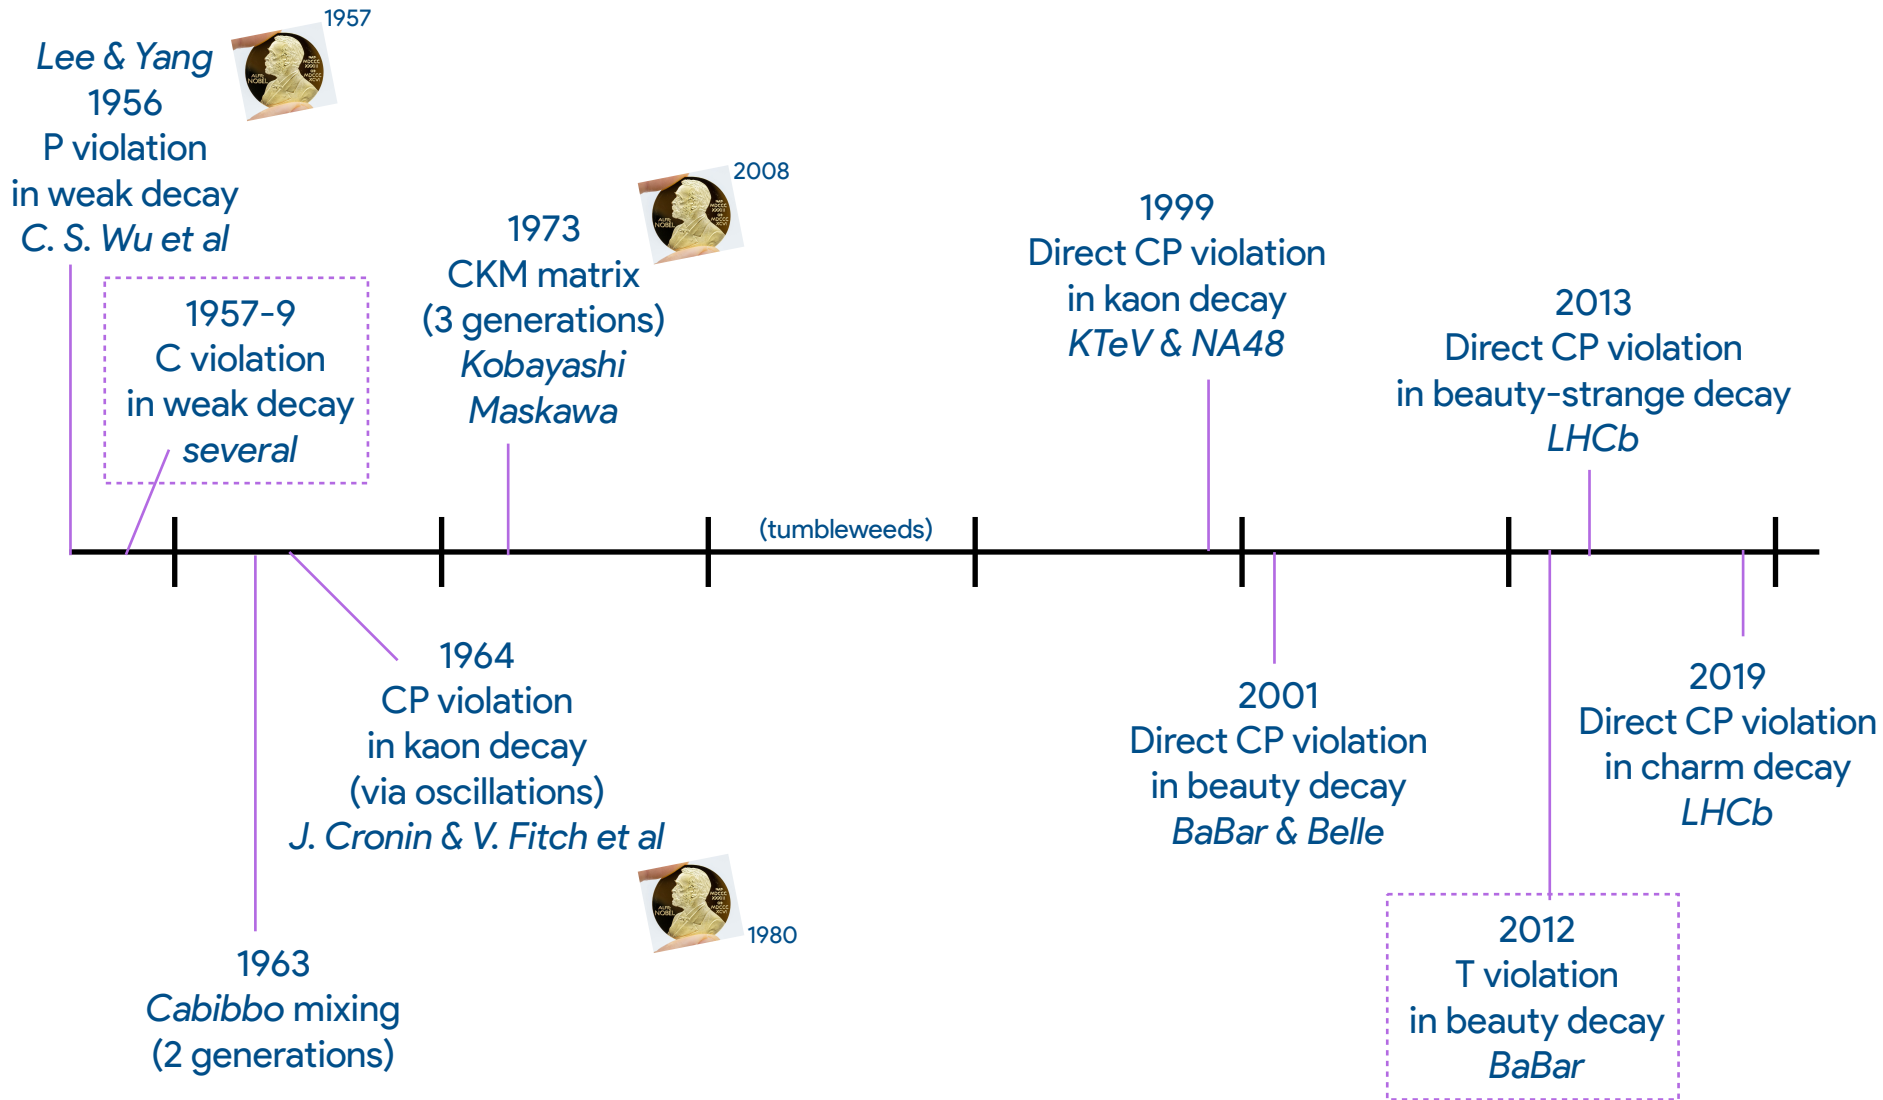 1957
Lee & Yang
1956
P violation
in weak decay
C. S. Wu et al
1957-9
C violation
in weak decay
several
2008
1973
CKM matrix
(3 generations)
Kobayashi
Maskawa
(tumbleweeds)
1999
Direct CP violation
in kaon decay
KTeV & NA48
2013
Direct CP violation
in beauty-strange decay
LHCb
1963
Cabibbo mixing
(2 generations)
1964
CP violation
in kaon decay
(via oscillations)
J. Cronin & V. Fitch et al
1980
2001
Direct CP violation
in beauty decay
BaBar & Belle
2012
T violation
in beauty decay
BaBar
2019
Direct CP violation
in charm decay
LHCb